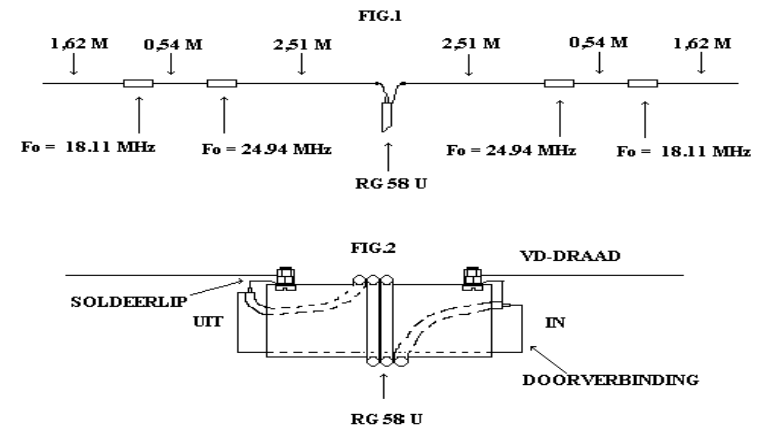 FIG.1
1,62 M 0,54 M 2,51 M 2,51 M 0,54 M 1,62 M
Fo = 18.11 MHz Fo = 24.94 MHz Fo = 24.94 MHz Fo = 18.11 MHz
RG 58 U
FIG.2
VD-DRAAD
SOLDEERLIP
UIT IN
DOORVERBINDING
RG 58 U